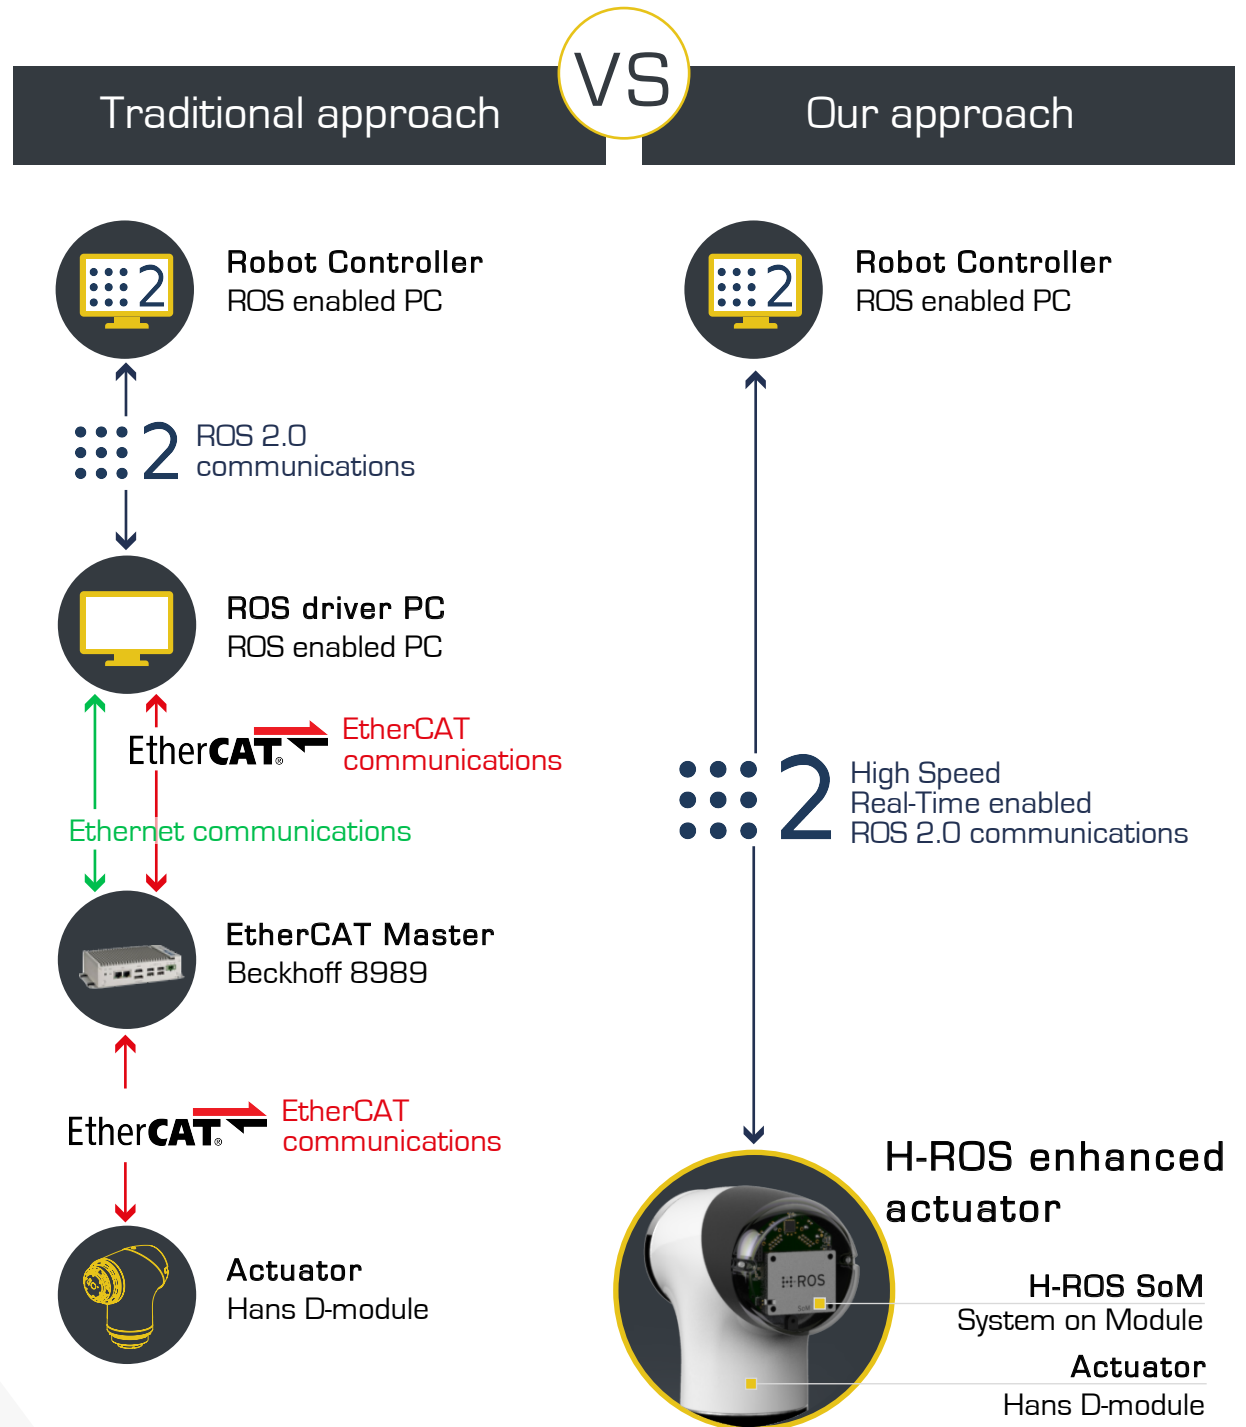 Traditional approach
VS
Our approach
2
Robot Controller
ROS enabled PC
2
ROS 2.0
communications
ROS driver PC
ROS enabled PC
EtherCAT®
EtherCAT
communications
Ethernet communications
EtherCAT Master
Beckhoff 8989
EtherCAT®
EtherCAT
communications
Actuator
Hans D-module
2
Robot Controller
ROS enabled PC
2
High Speed
Real-Time enabled
ROS 2.0 communications
H-ROS enhanced
actuator
H-ROS
SoM
H-ROS SoM
System on Module
Actuator
Hans D-module